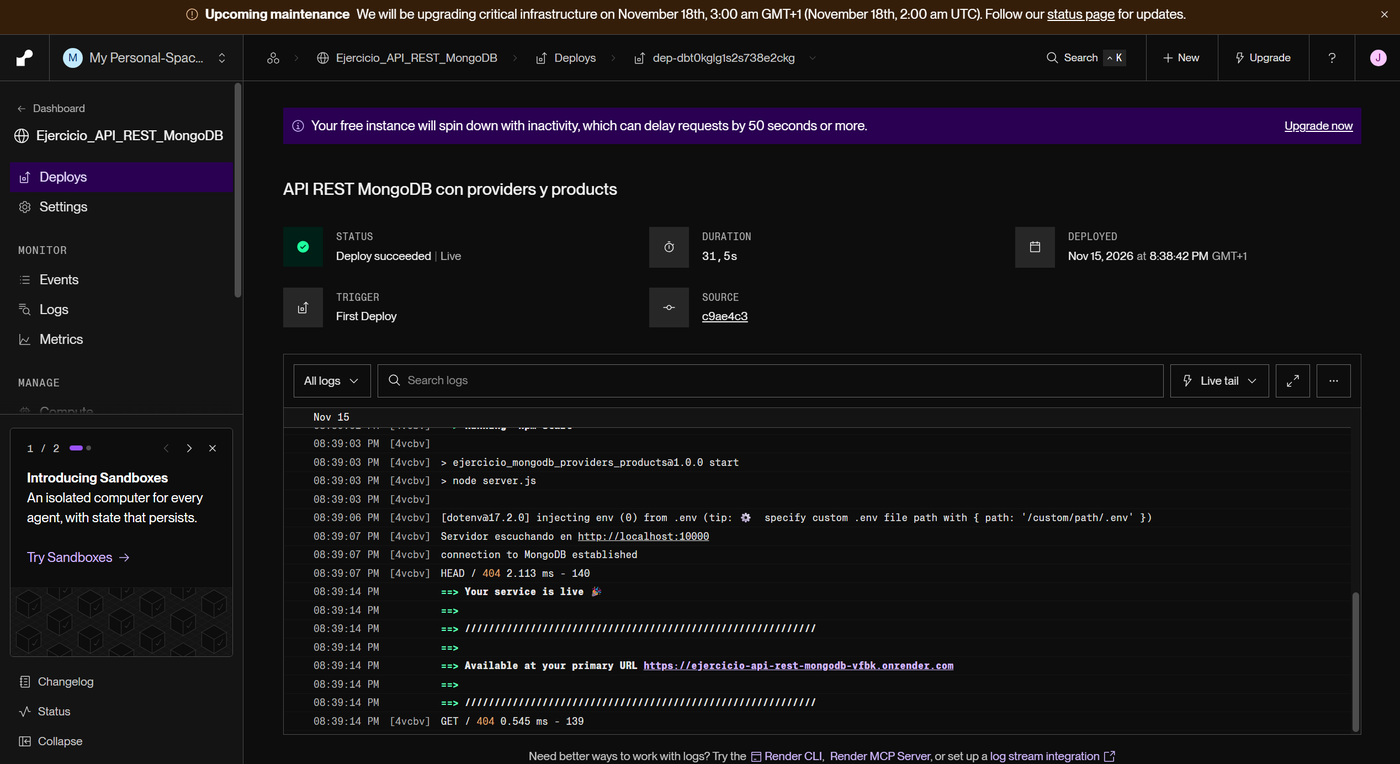 Upcoming maintenance We will be upgrading critical infrastructure on November 18th, 3:00 am GMT+1 (November 18th, 2:00 am UTC). Follow our status page for updates.
M My Personal-Spac...
Ejercicio_API_REST_MongoDB
Deploys
dep-dbt0kglg1s2s738e2ckg
Search ^ K
+ New
Upgrade
?
J
← Dashboard
Ejercicio_API_REST_MongoDB
Deploys
Settings
MONITOR
Events
Logs
Metrics
MANAGE
Compute
1 / 2
Introducing Sandboxes
An isolated computer for every
agent, with state that persists.
Try Sandboxes →
Changelog
Status
Collapse
Your free instance will spin down with inactivity, which can delay requests by 50 seconds or more.
Upgrade now
API REST MongoDB con providers y products
STATUS
Deploy succeeded | Live
DURATION
31,5s
DEPLOYED
Nov 15, 2026 at 8:38:42 PM GMT+1
TRIGGER
First Deploy
SOURCE
c9ae4c3
All logs
Search logs
Live tail
...
Nov 15
08:39:03 PM [4vcbv]
08:39:03 PM [4vcbv] > ejercicio_mongodb_providers_products@1.0.0 start
08:39:03 PM [4vcbv] > node server.js
08:39:03 PM [4vcbv]
08:39:06 PM [4vcbv] [dotenv@17.2.0] injecting env (0) from .env (tip: ⚙️ specify custom .env file path with { path: '/custom/path/.env' })
08:39:07 PM [4vcbv] Servidor escuchando en http://localhost:10000
08:39:07 PM [4vcbv] connection to MongoDB established
08:39:07 PM [4vcbv] HEAD / 404 2.113 ms - 140
08:39:14 PM ==> Your service is live 🎉
08:39:14 PM ==>
08:39:14 PM ==> ///////////////////////////////////////////////////////////
08:39:14 PM ==>
08:39:14 PM ==> Available at your primary URL https://ejercicio-api-rest-mongodb-vfbk.onrender.com
08:39:14 PM ==>
08:39:14 PM ==> ///////////////////////////////////////////////////////////
08:39:14 PM [4vcbv] GET / 404 0.545 ms - 139
Need better ways to work with logs? Try the Render CLI, Render MCP Server, or set up a log stream integration